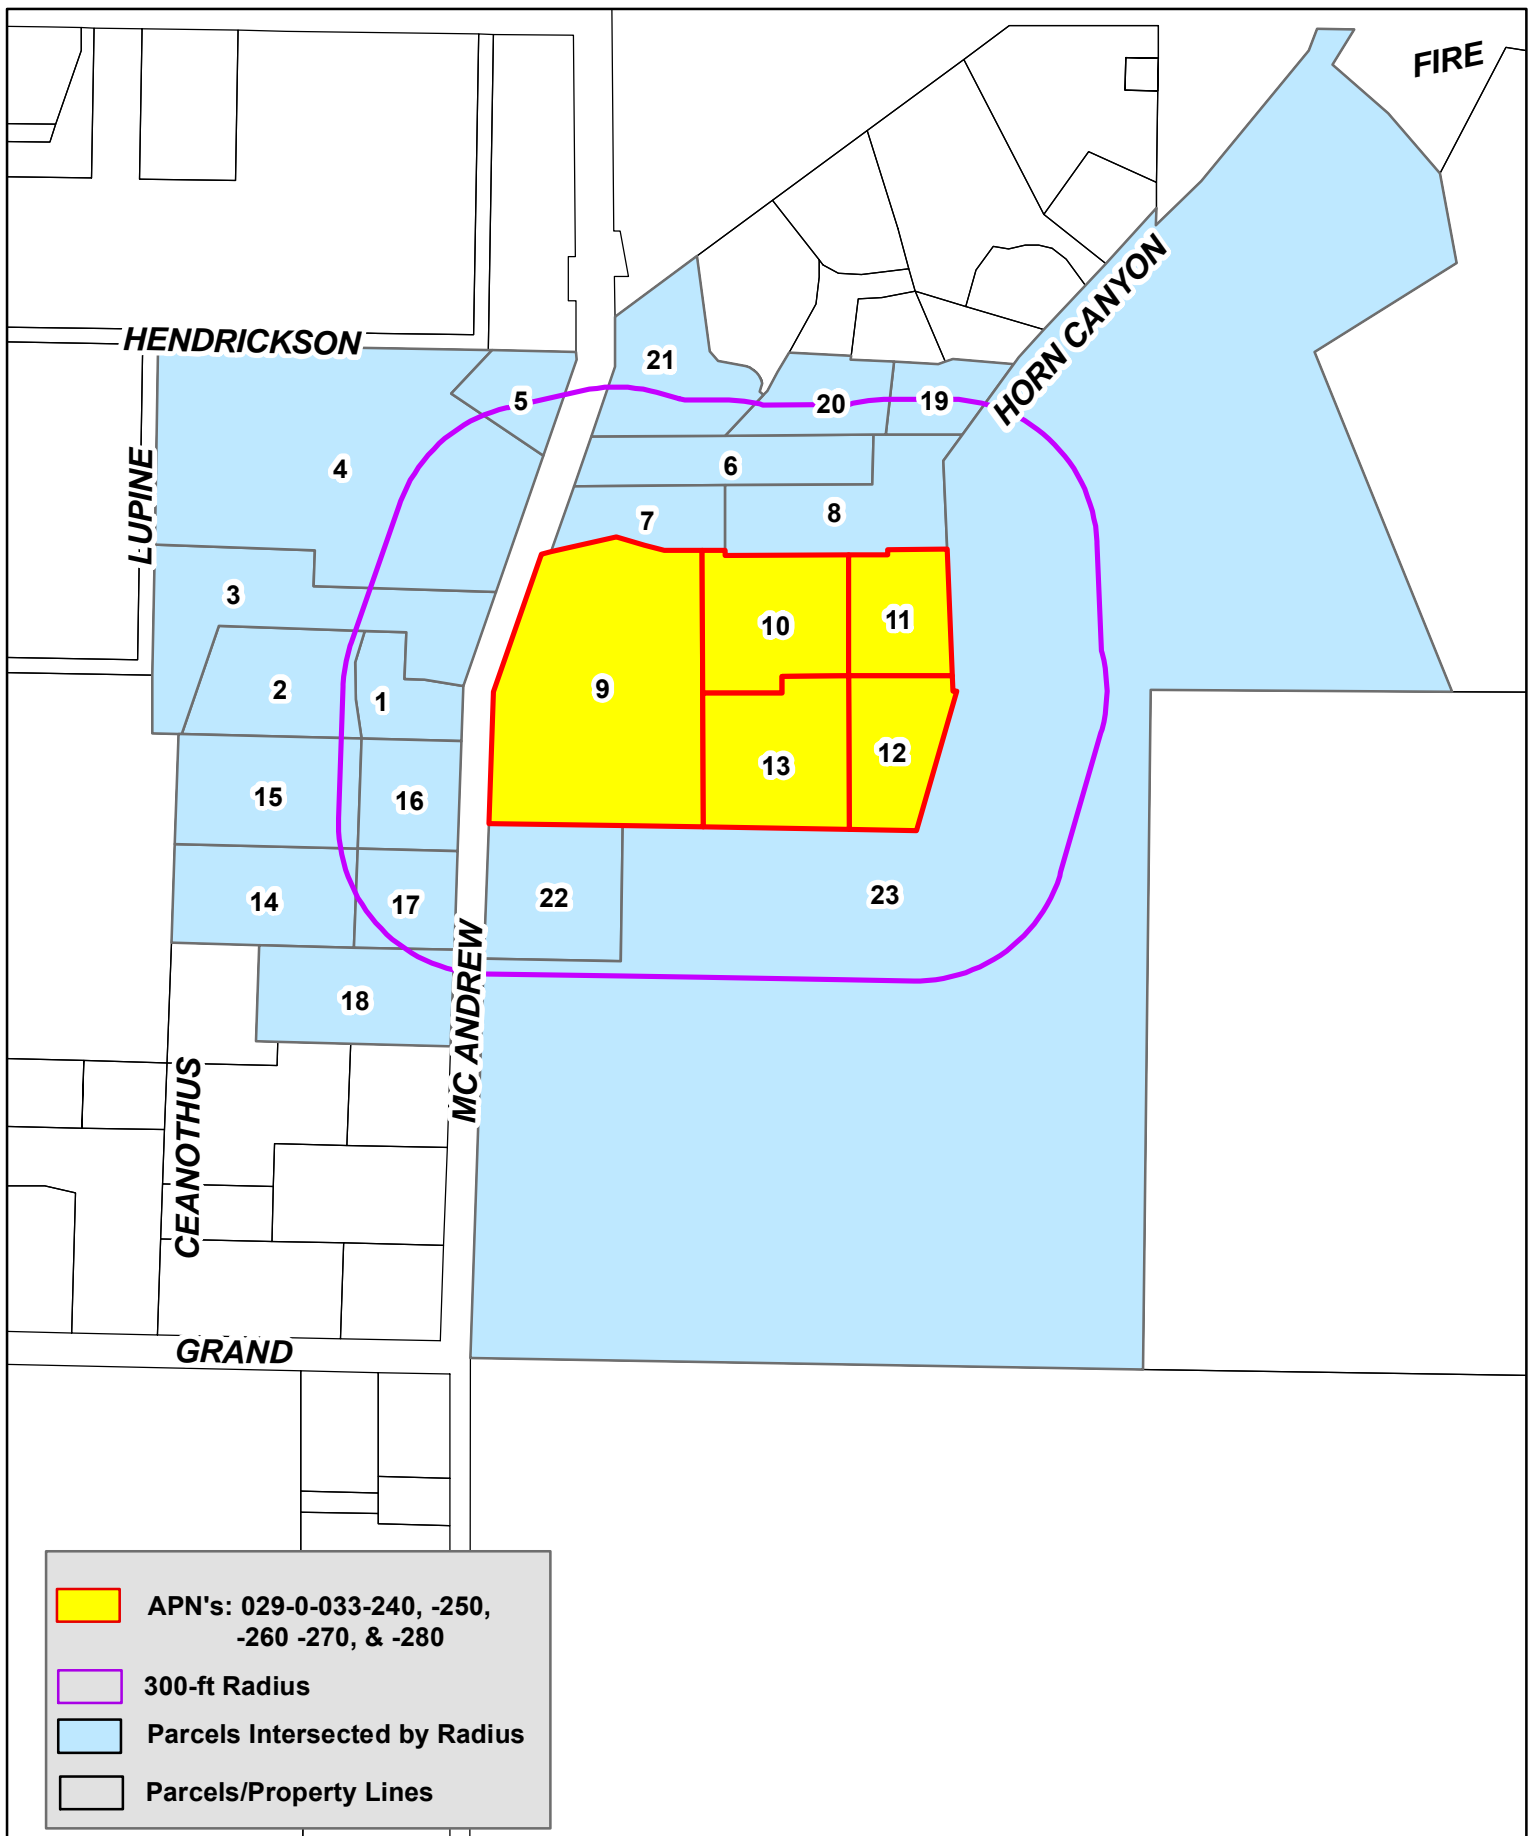 FIRE
HORN CANYON
HENDRICKSON
21
5
20
19
LUPINE
4
6
7
8
3
10
11
2
1
9
13
12
15
16
14
17
22
23
18
MC ANDREW
CEANOTHUS
GRAND
APN's: 029-0-033-240, -250,
-260 -270, & -280
300-ft Radius
Parcels Intersected by Radius
Parcels/Property Lines